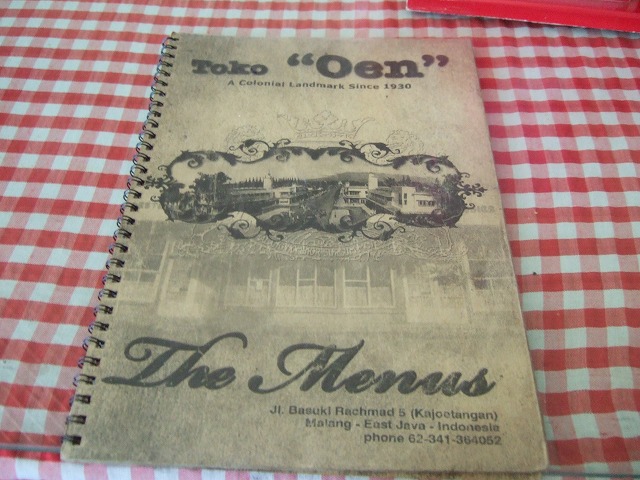 Toko “Oen”
A Colonial Landmark Since 1930
The Menus
Jl. Basuki Rachmad 5 (Kajoetangan)
Malang - East Java - Indonesia
phone 62-341-364052